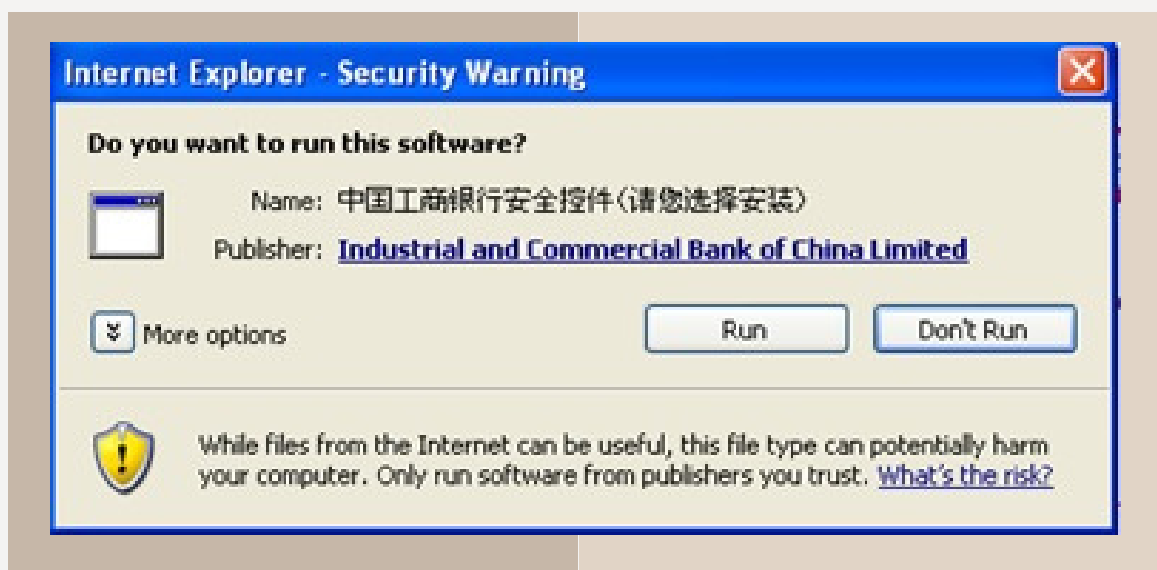 Internet Explorer - Security Warning
Do you want to run this software?
Name: 中国工商银行安全控件(请您选择安装)
Publisher: Industrial and Commercial Bank of China Limited
More options
Run
Don't Run
While files from the Internet can be useful, this file type can potentially harm
your computer. Only run software from publishers you trust. What's the risk?